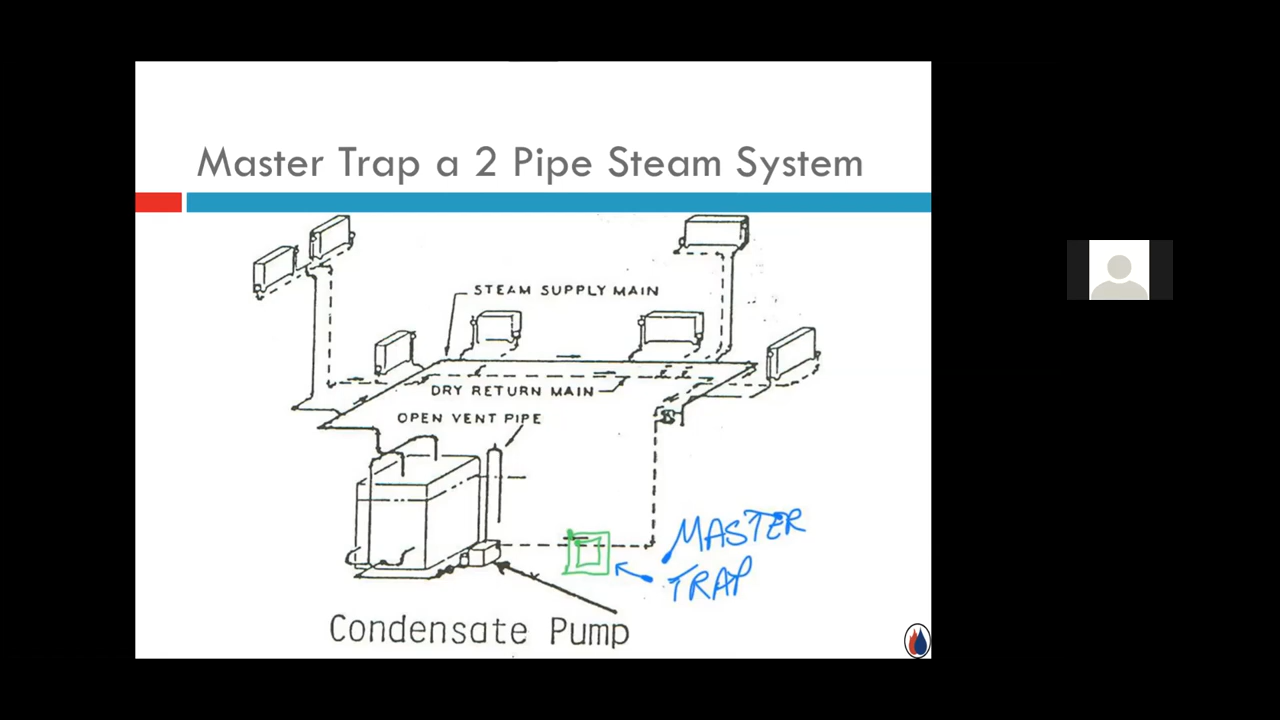 Master Trap a 2 Pipe Steam System
STEAM SUPPLY MAIN
DRY RETURN MAIN
OPEN VENT PIPE
MASTER
TRAP
Condensate Pump